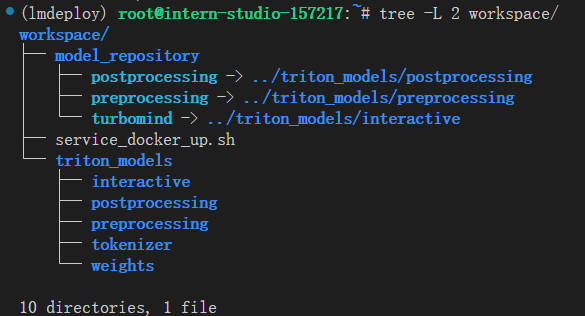 (lmdeploy) root@intern-studio-157217:~# tree -L 2 workspace/
workspace/
├── model_repository
│   ├── postprocessing -> ../triton_models/postprocessing
│   ├── preprocessing -> ../triton_models/preprocessing
│   └── turbomind -> ../triton_models/interactive
├── service_docker_up.sh
└── triton_models
    ├── interactive
    ├── postprocessing
    ├── preprocessing
    ├── tokenizer
    └── weights

10 directories, 1 file